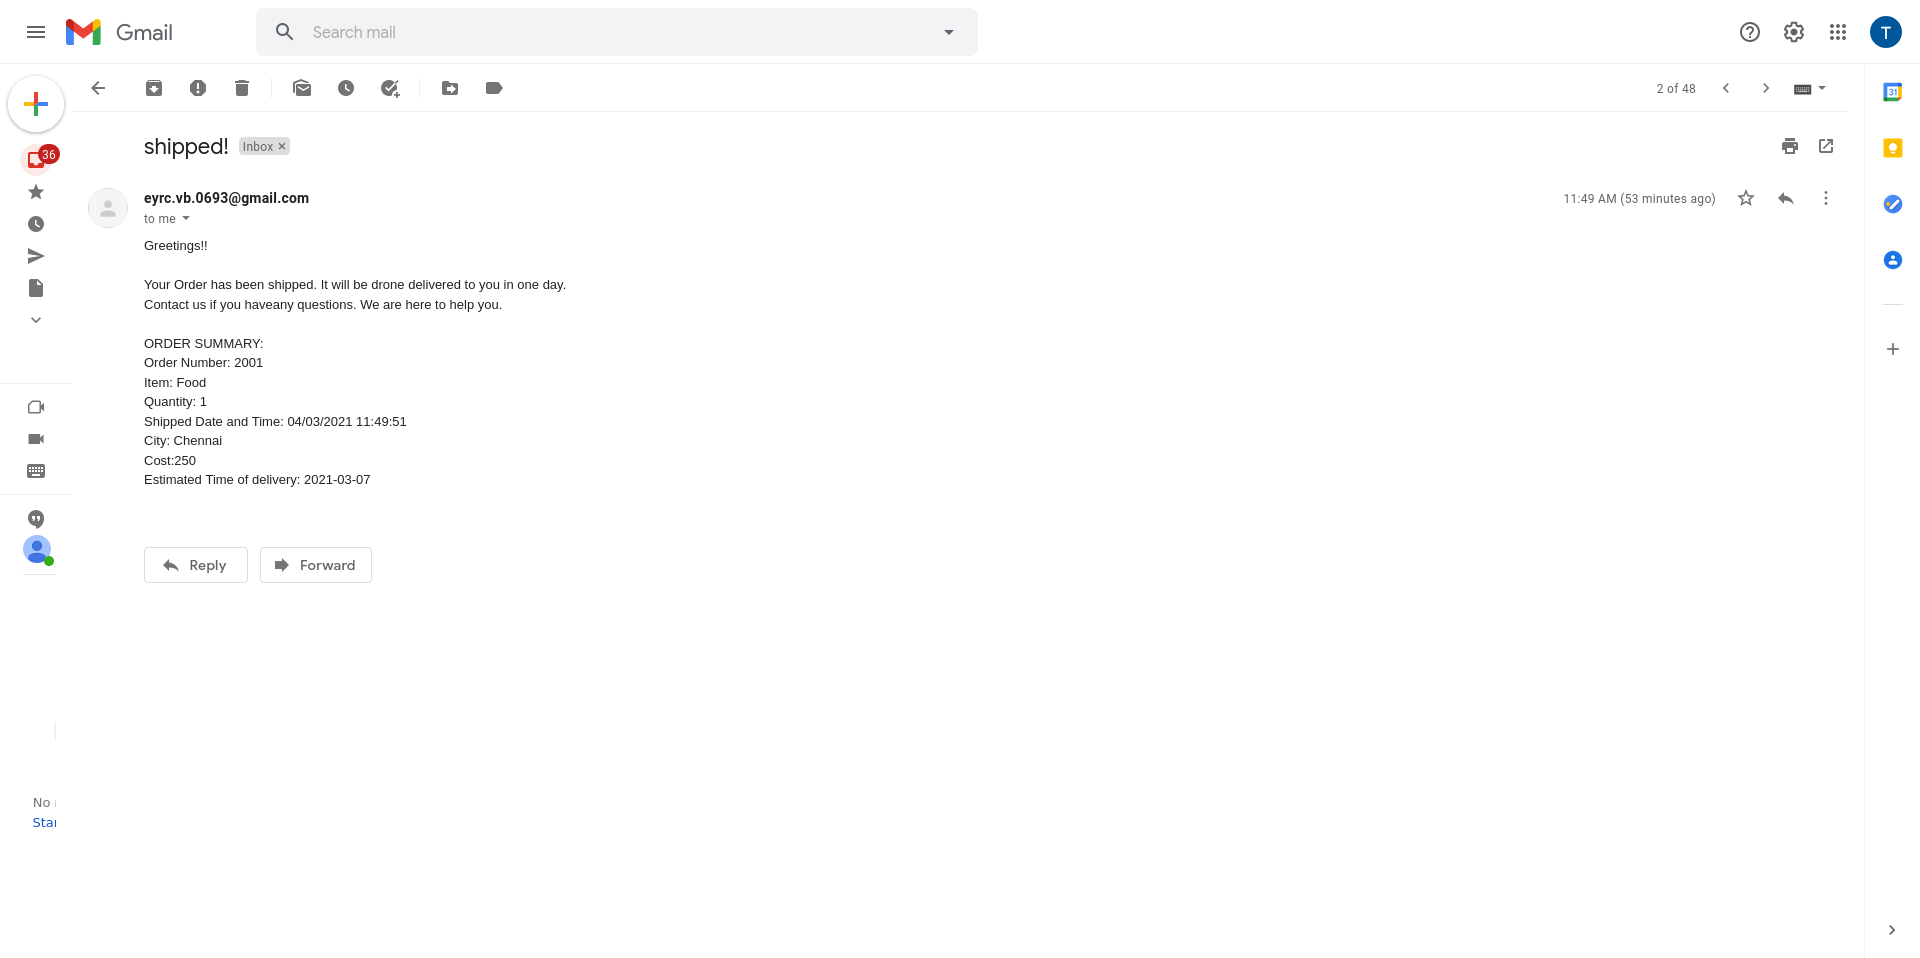 Gmail
Search mail
T
2 of 48
31
36
shipped!
Inbox ×
eyrc.vb.0693@gmail.com
11:49 AM (53 minutes ago)
to me
Greetings!!
Your Order has been shipped. It will be drone delivered to you in one day.
Contact us if you haveany questions. We are here to help you.
ORDER SUMMARY:
Order Number: 2001
Item: Food
Quantity: 1
Shipped Date and Time: 04/03/2021 11:49:51
City: Chennai
Cost:250
Estimated Time of delivery: 2021-03-07
Reply
Forward
No